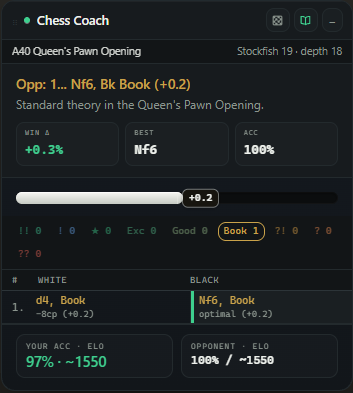 Chess Coach
A40 Queen's Pawn Opening Stockfish 19 · depth 18
Opp: 1... Nf6, Bk Book (+0.2)
Standard theory in the Queen's Pawn Opening.
WIN Δ BEST ACC
+0.3% Nf6 100%
+0.2
!! 0 ! 0 ★ 0 Exc 0 Good 0 Book 1 ?! 0 ? 0
?? 0
# WHITE BLACK
1. d4, Book Nf6, Book
-8cp (+0.2) optimal (+0.2)
YOUR ACC · ELO OPPONENT · ELO
97% · ~1550 100% / ~1550